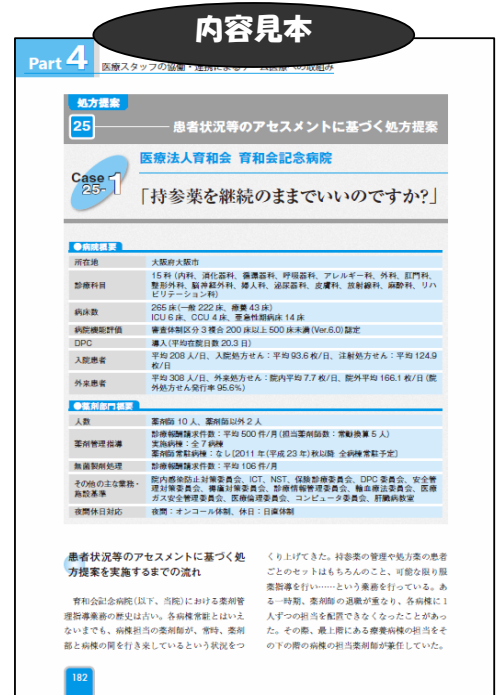 内容見本
Part 4 医療スタッフの協働・連携によるチーム医療への取組み
処方提案
25 患者状況等のアセスメントに基づく処方提案
医療法人育和会 育和会記念病院
Case 25-1
「持参薬を継続のままでいいのですか?」
●病院概要
所在地 大阪府大阪市
診療科目 15科(内科、消化器科、循環器科、呼吸器科、アレルギー科、外科、肛門科、
整形外科、脳神経外科、婦人科、泌尿器科、皮膚科、放射線科、麻酔科、リハ
ビリテーション科)
病床数 265床(一般222床、療養43床)
ICU 6床、CCU 4床、亜急性期病床14床
病院機能評価 審査体制区分3複合200床以上500床未満(Ver.6.0)認定
DPC 導入(平均在院日数20.3日)
入院患者 平均208人/日、入院処方せん:平均93.6枚/日、注射処方せん:平均124.9
枚/日
外来患者 平均308人/日、外来処方せん:院内平均7.7枚/日、院外平均166.1枚/日(院
外処方せん発行率95.6%)
●薬剤部門概要
人数 薬剤師10人、薬剤師以外2人
薬剤管理指導 診療報酬請求件数:平均500件/月(担当薬剤師数:常勤換算5人)
実施病棟:全7病棟
薬剤師常駐病棟:なし[2011年(平成23年)秋以降 全病棟常駐予定]
無菌製剤処理 診療報酬請求件数:平均106件/月
その他の主な業務・
施設基準 院内感染防止対策委員会、ICT、NST、保険診療委員会、DPC委員会、安全管
理対策委員会、褥瘡対策委員会、診療情報管理委員会、輸血療法委員会、医療
ガス安全管理委員会、医療倫理委員会、コンピュータ委員会、肝臓病教室
夜間休日対応 夜間:オンコール体制、休日:日直体制
患者状況等のアセスメントに基づく処
方提案を実施するまでの流れ
育和会記念病院(以下、当院)における薬剤管
理指導業務の歴史は古い。各病棟常駐とはいえ
ないまでも、病棟担当の薬剤師が、常時、薬剤
部と病棟の間を行き来しているという状況をつ
くり上げてきた。持参薬の管理や処方薬の患者
ごとのセットはもちろんのこと、可能な限り服
薬指導を行い……という業務を行っている。あ
る一時期、薬剤師の退職が重なり、各病棟に1
人ずつの担当を配置できなくなったことがあっ
た。その際、最上階にある療養病棟の担当をそ
の下の階の病棟の担当薬剤師が兼任していた。
182